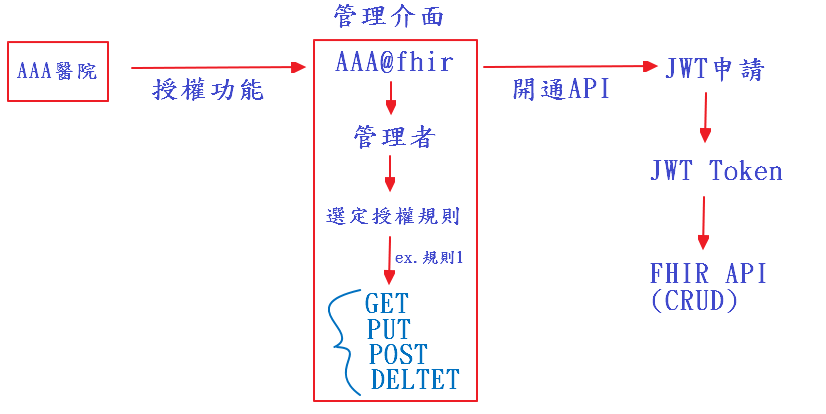 管理介面
AAA醫院
授權功能
AAA@fhir
管理者
選定授權規則
ex.規則1
GET
PUT
POST
DELTET
開通API
JWT申請
JWT Token
FHIR API
(CRUD)